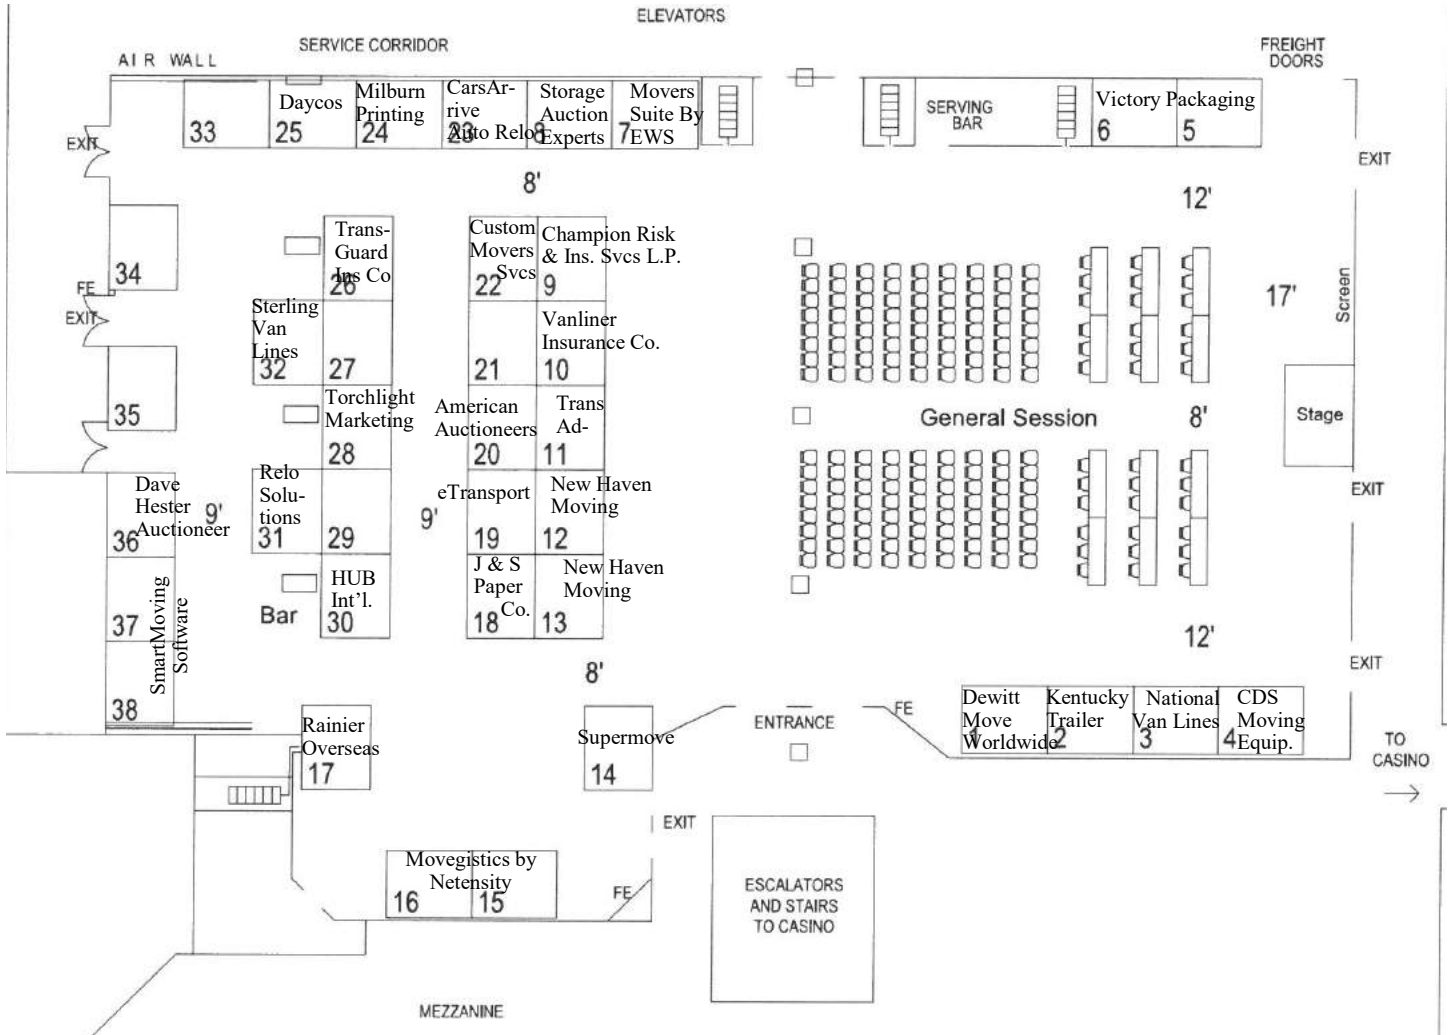 ELEVATORS
SERVICE CORRIDOR
FREIGHT
DOORS
AIR WALL
33
Daycos
25
Milburn
Printing
24
CarsAr-
rive
Auto Relo
23
Storage
Auction
Experts
8
Movers
Suite By
EWS
7
SERVING
BAR
Victory Packaging
6
5
EXIT
EXIT
8'
12'
34
FE
EXIT
Trans-
Guard
Ins Co
26
Custom
Movers
Svcs
22
Champion Risk
& Ins. Svcs L.P.
9
17'
Screen
Sterling
Van
Lines
32
27
21
Vanliner
Insurance Co.
10
35
Torchlight
Marketing
28
American
Auctioneers
20
Trans
Ad-
11
General Session
8'
Stage
Dave
Hester
Auctioneer
36
9'
Relo
Solu-
tions
31
29
9'
eTransport
19
New Haven
Moving
12
EXIT
37
SmartMoving
Software
38
Bar
HUB
Int’l.
30
J & S
Paper
Co.
18
New Haven
Moving
13
12'
8'
EXIT
Rainier
Overseas
17
Supermove
14
ENTRANCE
FE
Dewitt
Move
Worldwide
1
Kentucky
Trailer
2
National
Van Lines
3
CDS
Moving
Equip.
4
TO
CASINO
EXIT
Movegistics by
Netensity
16
15
FE
ESCALATORS
AND STAIRS
TO CASINO
MEZZANINE